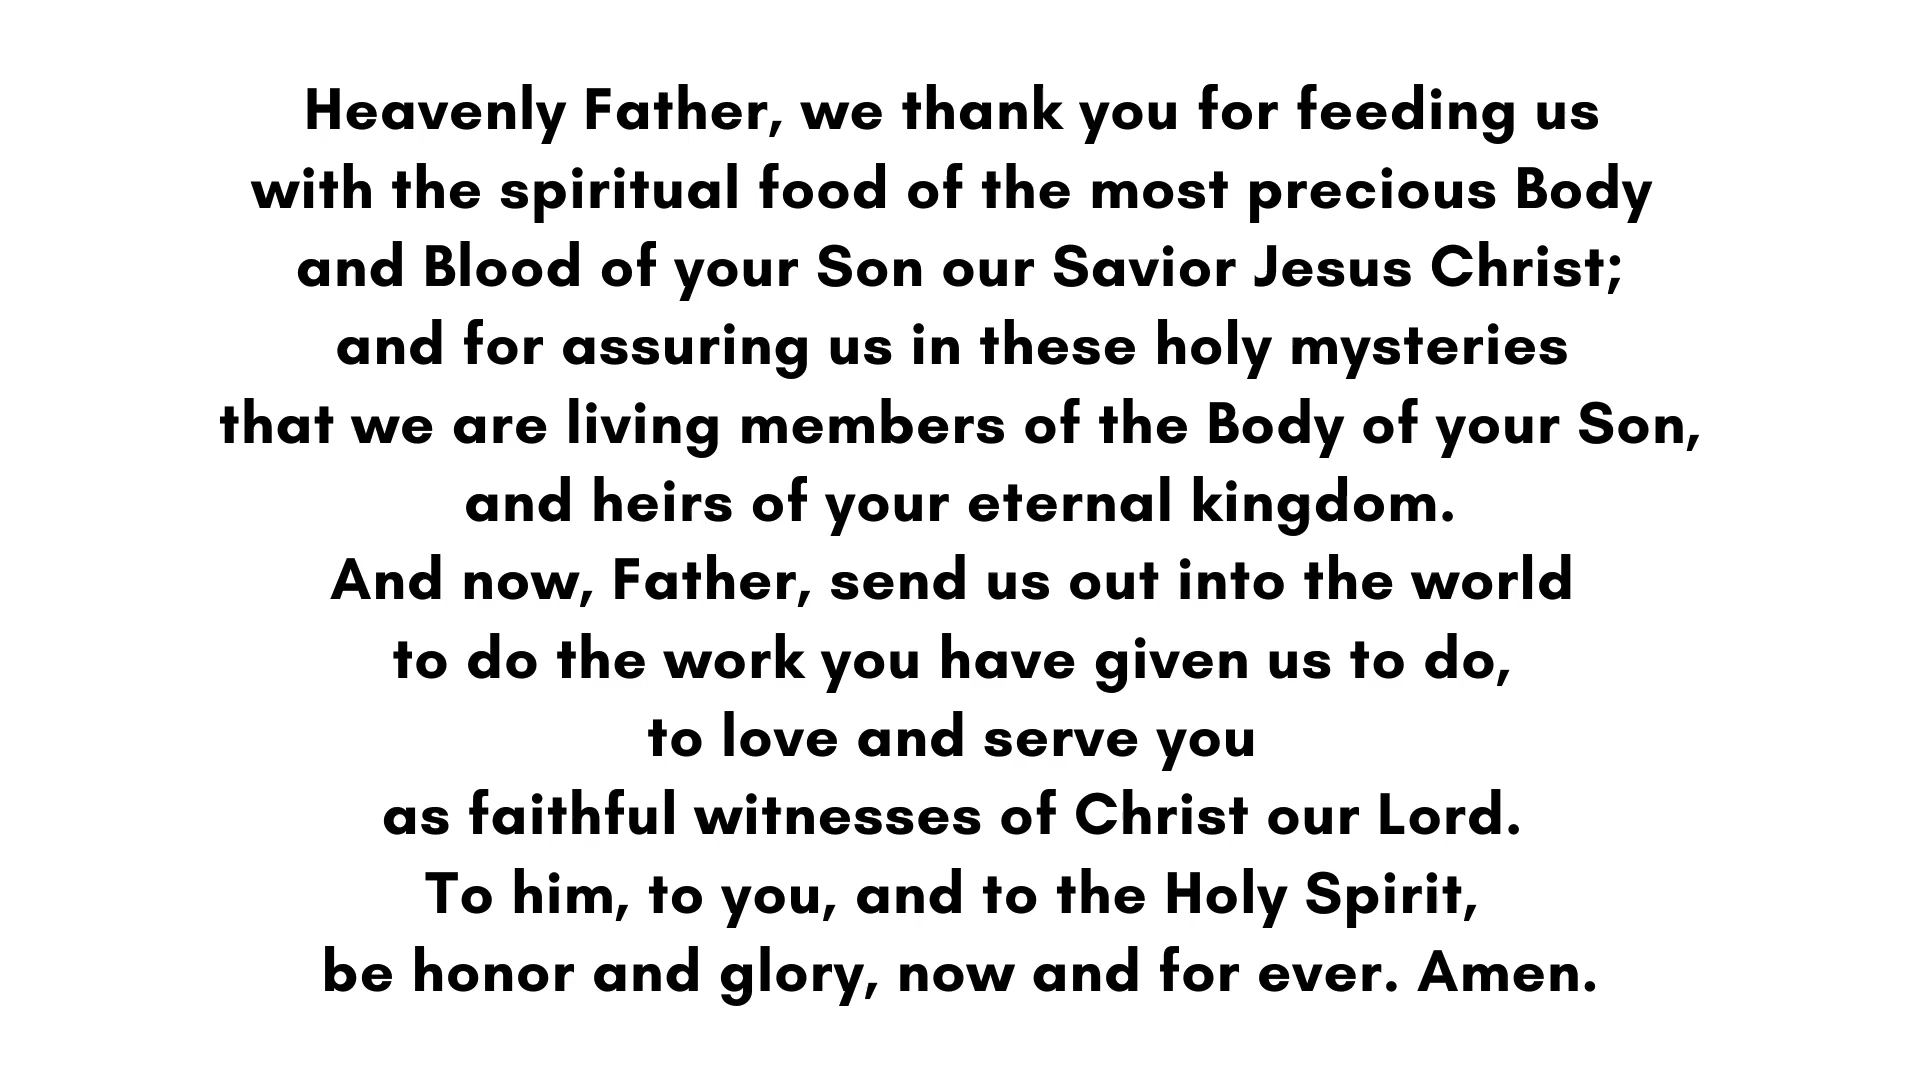 Heavenly Father, we thank you for feeding us
with the spiritual food of the most precious Body
and Blood of your Son our Savior Jesus Christ;
and for assuring us in these holy mysteries
that we are living members of the Body of your Son,
and heirs of your eternal kingdom.
And now, Father, send us out into the world
to do the work you have given us to do,
to love and serve you
as faithful witnesses of Christ our Lord.
To him, to you, and to the Holy Spirit,
be honor and glory, now and for ever. Amen.